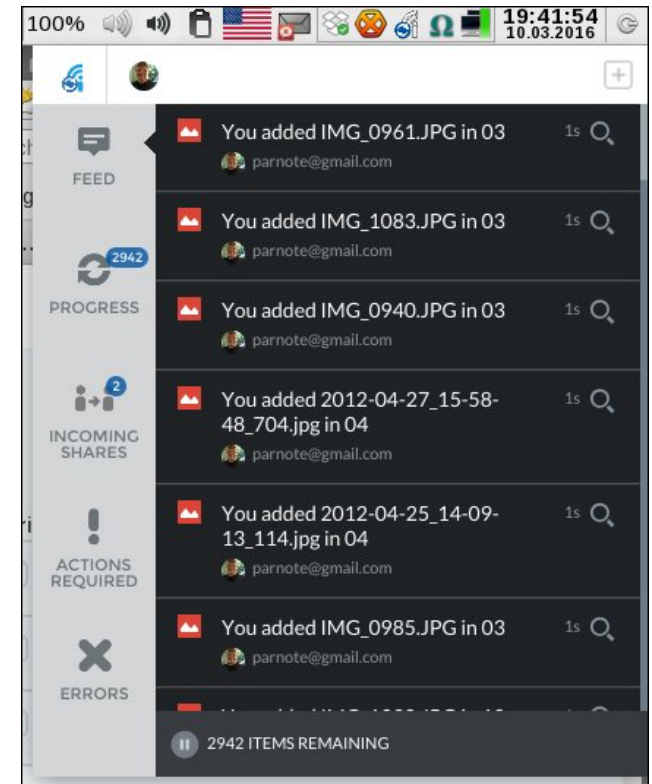 100%
19:41:54
10.03.2016
FEED
You added IMG_0961.JPG in 03
1s
parnote@gmail.com
You added IMG_1083.JPG in 03
1s
parnote@gmail.com
2942
PROGRESS
You added IMG_0940.JPG in 03
1s
parnote@gmail.com
2
INCOMING
SHARES
You added 2012-04-27_15-58-
48_704.jpg in 04
1s
parnote@gmail.com
ACTIONS
REQUIRED
You added 2012-04-25_14-09-
13_114.jpg in 04
1s
parnote@gmail.com
ERRORS
You added IMG_0985.JPG in 03
1s
parnote@gmail.com
2942 ITEMS REMAINING